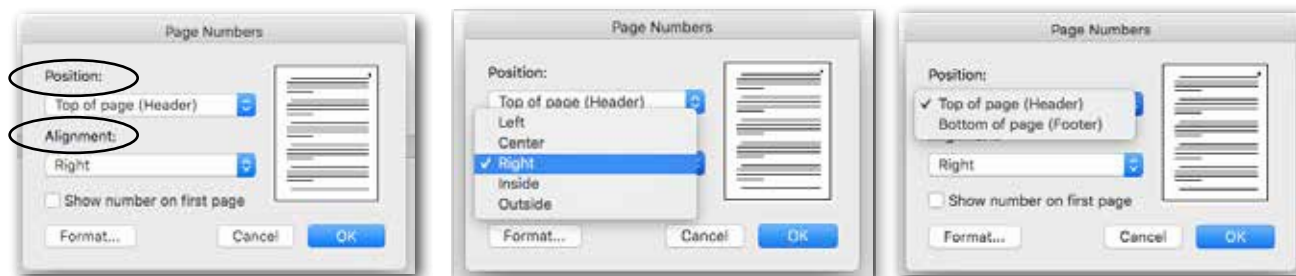 Page Numbers
Position:
Top of page (Header)
Alignment:
Right
Show number on first page
Format...
Cancel
OK
Page Numbers
Position:
Top of page (Header)
Left
Center
✓ Right
Inside
Outside
Format...
Cancel
OK
Page Numbers
Position:
✓ Top of page (Header)
Bottom of page (Footer)
Right
Show number on first page
Format...
Cancel
OK